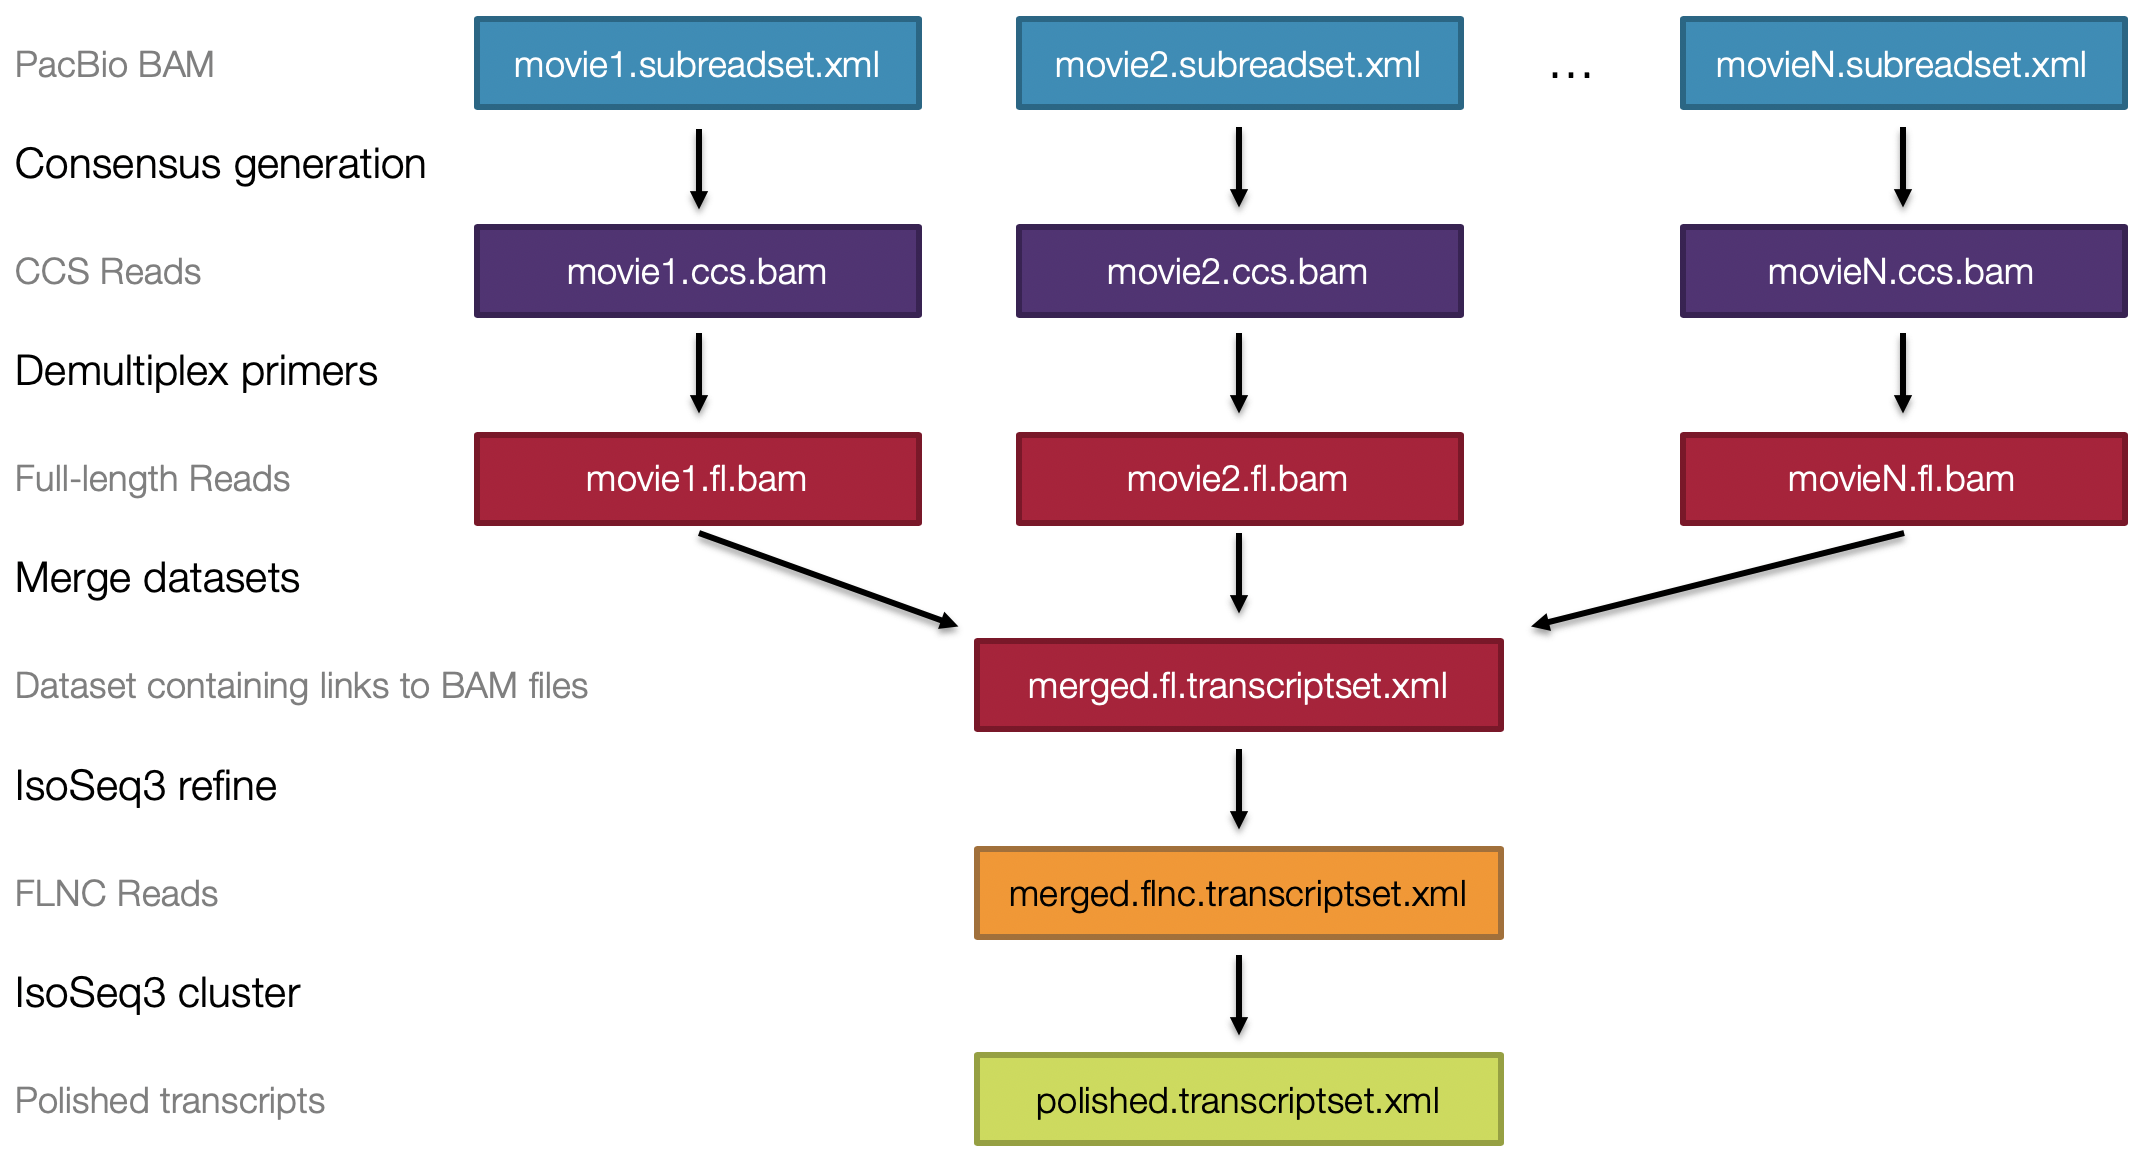 PacBio BAM
movie1.subreadset.xml
movie2.subreadset.xml
...
movieN.subreadset.xml
Consensus generation
CCS Reads
movie1.ccs.bam
movie2.ccs.bam
movieN.ccs.bam
Demultiplex primers
Full-length Reads
movie1.fl.bam
movie2.fl.bam
movieN.fl.bam
Merge datasets
Dataset containing links to BAM files
merged.fl.transcriptset.xml
IsoSeq3 refine
FLNC Reads
merged.flnc.transcriptset.xml
IsoSeq3 cluster
Polished transcripts
polished.transcriptset.xml